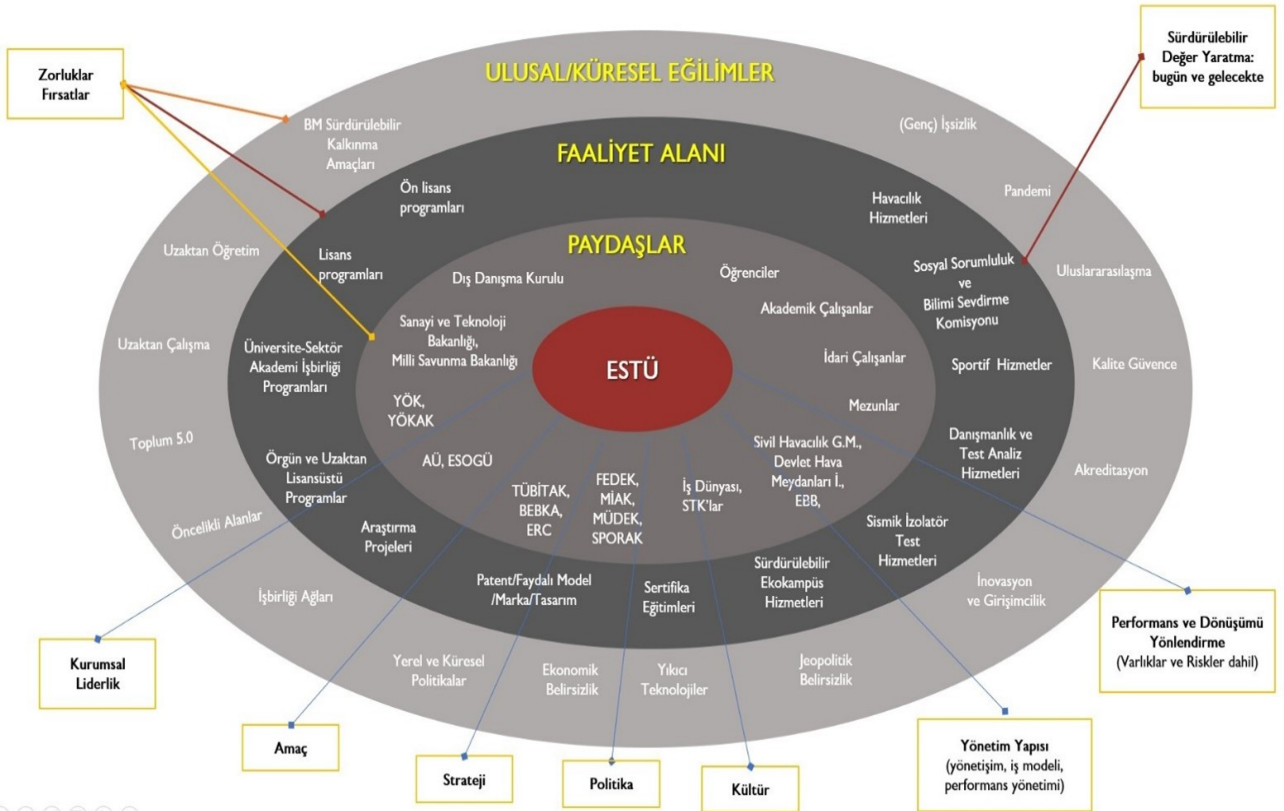 Zorluklar
Fırsatlar
Sürdürülebilir
Değer Yaratma:
bugün ve gelecekte
ULUSAL/KÜRESEL EĞİLİMLER
BM Sürdürülebilir
Kalkınma
Amaçları
(Genç) İşsizlik
Pandemi
Uzaktan Öğretim
Uluslararasılaşma
Uzaktan Çalışma
Kalite Güvence
Toplum 5.0
Akreditasyon
Öncelikli Alanlar
İşbirliği Ağları
İnovasyon
ve Girişimcilik
Yerel ve Küresel
Politikalar
Ekonomik
Belirsizlik
Yıkıcı
Teknolojiler
Jeopolitik
Belirsizlik
FAALİYET ALANI
Ön lisans
programları
Havacılık
Hizmetleri
Lisans
programları
Sosyal Sorumluluk
ve
Bilimi Sevdirme
Komisyonu
Üniversite-Sektör
Akademi İşbirliği
Programları
Sportif Hizmetler
Örgün ve Uzaktan
Lisansüstü
Programlar
Danışmanlık ve
Test Analiz
Hizmetleri
Araştırma
Projeleri
Sismik İzolatör
Test
Hizmetleri
Patent/Faydalı Model
/Marka/Tasarım
Sertifika
Eğitimleri
Sürdürülebilir
Ekokampüs
Hizmetleri
PAYDAŞLAR
Dış Danışma Kurulu
Öğrenciler
Sanayi ve Teknoloji
Bakanlığı,
Milli Savunma Bakanlığı
Akademik Çalışanlar
İdari Çalışanlar
YÖK,
YÖKAK
Mezunlar
AÜ, ESOGÜ
TÜBİTAK,
BEBKA,
ERC
FEDEK,
MİAK,
MÜDEK,
SPORAK
İş Dünyası,
STK'lar
Sivil Havacılık G.M.,
Devlet Hava
Meydanları İ.,
EBB,
ESTÜ
Kurumsal
Liderlik
Amaç
Strateji
Politika
Kültür
Yönetim Yapısı
(yönetişim, iş modeli,
performans yönetimi)
Performans ve Dönüşümü
Yönlendirme
(Varlıklar ve Riskler dahil)